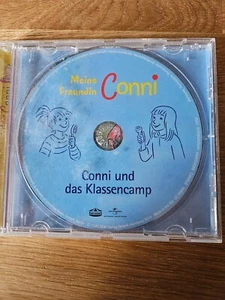 Meine
Freundin
Conni
Conni und
das Klassencamp